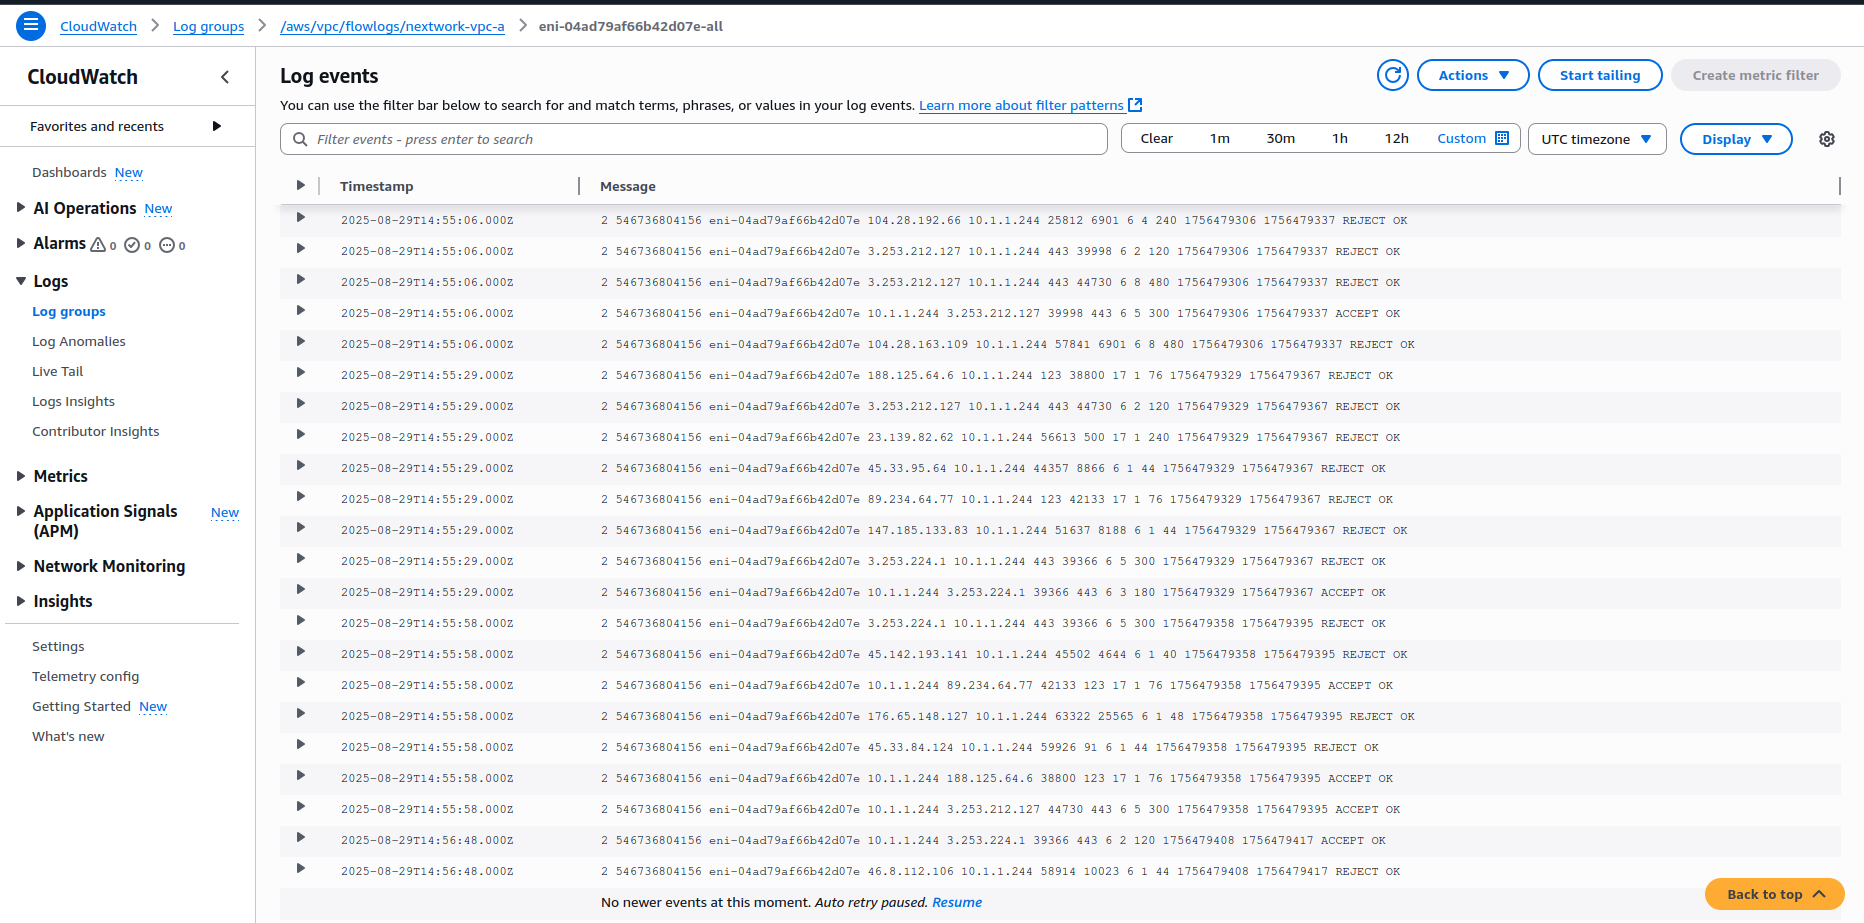 CloudWatch > Log groups > /aws/vpc/flowlogs/nextwork-vpc-a > eni-04ad79af66b42d07e-all
CloudWatch
Favorites and recents
Dashboards New
AI Operations New
Alarms 0 0 0
Logs
Log groups
Log Anomalies
Live Tail
Logs Insights
Contributor Insights
Metrics
Application Signals (APM) New
Network Monitoring
Insights
Settings
Telemetry config
Getting Started New
What's new
Log events
Actions
Start tailing
Create metric filter
You can use the filter bar below to search for and match terms, phrases, or values in your log events. Learn more about filter patterns
Filter events - press enter to search
Clear 1m 30m 1h 12h Custom
UTC timezone
Display
Timestamp Message
2025-08-29T14:55:06.000Z 2 546736804156 eni-04ad79af66b42d07e 104.28.192.66 10.1.1.244 25812 6901 6 4 240 1756479306 1756479337 REJECT OK
2025-08-29T14:55:06.000Z 2 546736804156 eni-04ad79af66b42d07e 3.253.212.127 10.1.1.244 443 39998 6 2 120 1756479306 1756479337 REJECT OK
2025-08-29T14:55:06.000Z 2 546736804156 eni-04ad79af66b42d07e 3.253.212.127 10.1.1.244 443 44730 6 8 480 1756479306 1756479337 REJECT OK
2025-08-29T14:55:06.000Z 2 546736804156 eni-04ad79af66b42d07e 10.1.1.244 3.253.212.127 39998 443 6 5 300 1756479306 1756479337 ACCEPT OK
2025-08-29T14:55:06.000Z 2 546736804156 eni-04ad79af66b42d07e 104.28.163.109 10.1.1.244 57841 6901 6 8 480 1756479306 1756479337 REJECT OK
2025-08-29T14:55:29.000Z 2 546736804156 eni-04ad79af66b42d07e 188.125.64.6 10.1.1.244 123 38800 17 1 76 1756479329 1756479367 REJECT OK
2025-08-29T14:55:29.000Z 2 546736804156 eni-04ad79af66b42d07e 3.253.212.127 10.1.1.244 443 44730 6 2 120 1756479329 1756479367 REJECT OK
2025-08-29T14:55:29.000Z 2 546736804156 eni-04ad79af66b42d07e 23.139.82.62 10.1.1.244 56613 500 17 1 240 1756479329 1756479367 REJECT OK
2025-08-29T14:55:29.000Z 2 546736804156 eni-04ad79af66b42d07e 45.33.95.64 10.1.1.244 44357 8866 6 1 44 1756479329 1756479367 REJECT OK
2025-08-29T14:55:29.000Z 2 546736804156 eni-04ad79af66b42d07e 89.234.64.77 10.1.1.244 123 42133 17 1 76 1756479329 1756479367 REJECT OK
2025-08-29T14:55:29.000Z 2 546736804156 eni-04ad79af66b42d07e 147.185.133.83 10.1.1.244 51637 8188 6 1 44 1756479329 1756479367 REJECT OK
2025-08-29T14:55:29.000Z 2 546736804156 eni-04ad79af66b42d07e 3.253.224.1 10.1.1.244 443 39366 6 5 300 1756479329 1756479367 REJECT OK
2025-08-29T14:55:29.000Z 2 546736804156 eni-04ad79af66b42d07e 10.1.1.244 3.253.224.1 39366 443 6 3 180 1756479329 1756479367 ACCEPT OK
2025-08-29T14:55:58.000Z 2 546736804156 eni-04ad79af66b42d07e 3.253.224.1 10.1.1.244 443 39366 6 5 300 1756479358 1756479395 REJECT OK
2025-08-29T14:55:58.000Z 2 546736804156 eni-04ad79af66b42d07e 45.142.193.141 10.1.1.244 45502 4644 6 1 40 1756479358 1756479395 REJECT OK
2025-08-29T14:55:58.000Z 2 546736804156 eni-04ad79af66b42d07e 10.1.1.244 89.234.64.77 42133 123 17 1 76 1756479358 1756479395 ACCEPT OK
2025-08-29T14:55:58.000Z 2 546736804156 eni-04ad79af66b42d07e 176.65.148.127 10.1.1.244 63322 25565 6 1 48 1756479358 1756479395 REJECT OK
2025-08-29T14:55:58.000Z 2 546736804156 eni-04ad79af66b42d07e 45.33.84.124 10.1.1.244 59926 91 6 1 44 1756479358 1756479395 REJECT OK
2025-08-29T14:55:58.000Z 2 546736804156 eni-04ad79af66b42d07e 10.1.1.244 188.125.64.6 38800 123 17 1 76 1756479358 1756479395 ACCEPT OK
2025-08-29T14:55:58.000Z 2 546736804156 eni-04ad79af66b42d07e 10.1.1.244 3.253.212.127 44730 443 6 5 300 1756479358 1756479395 ACCEPT OK
2025-08-29T14:56:48.000Z 2 546736804156 eni-04ad79af66b42d07e 10.1.1.244 3.253.224.1 39366 443 6 2 120 1756479408 1756479417 ACCEPT OK
2025-08-29T14:56:48.000Z 2 546736804156 eni-04ad79af66b42d07e 46.8.112.106 10.1.1.244 58914 10023 6 1 44 1756479408 1756479417 REJECT OK
No newer events at this moment. Auto retry paused. Resume
Back to top